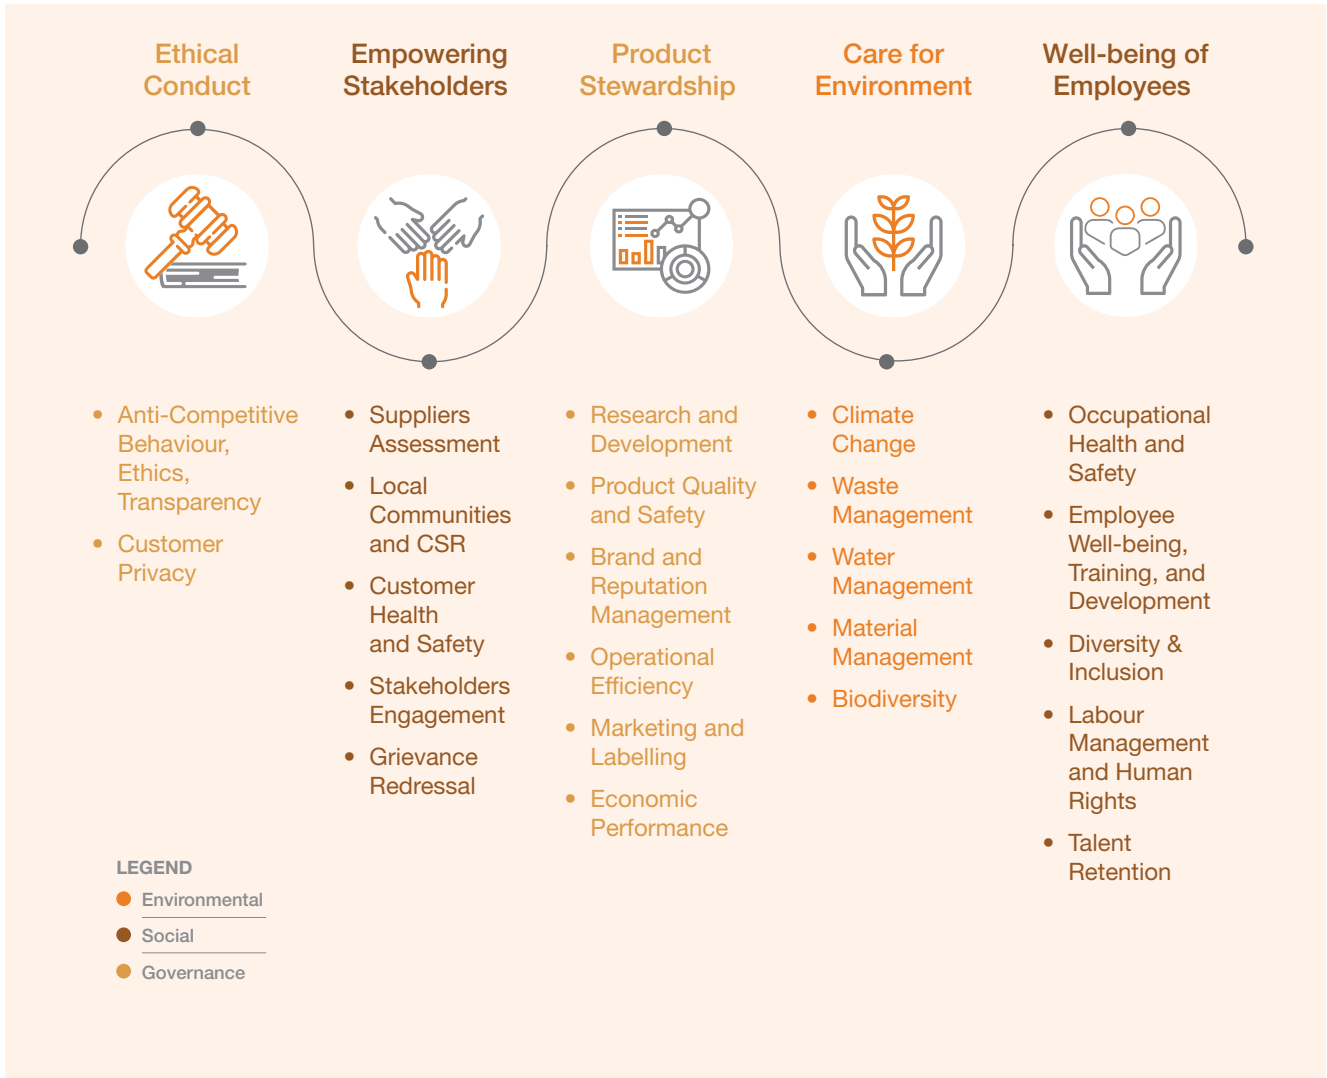 Ethical
Conduct
Empowering
Stakeholders
Product
Stewardship
Care for
Environment
Well-being of
Employees
• Anti-Competitive
Behaviour,
Ethics,
Transparency
• Customer
Privacy
• Suppliers
Assessment
• Local
Communities
and CSR
• Customer
Health
and Safety
• Stakeholders
Engagement
• Grievance
Redressal
• Research and
Development
• Product Quality
and Safety
• Brand and
Reputation
Management
• Operational
Efficiency
• Marketing and
Labelling
• Economic
Performance
• Climate
Change
• Waste
Management
• Water
Management
• Material
Management
• Biodiversity
• Occupational
Health and
Safety
• Employee
Well-being,
Training, and
Development
• Diversity &
Inclusion
• Labour
Management
and Human
Rights
• Talent
Retention
LEGEND
Environmental
Social
Governance